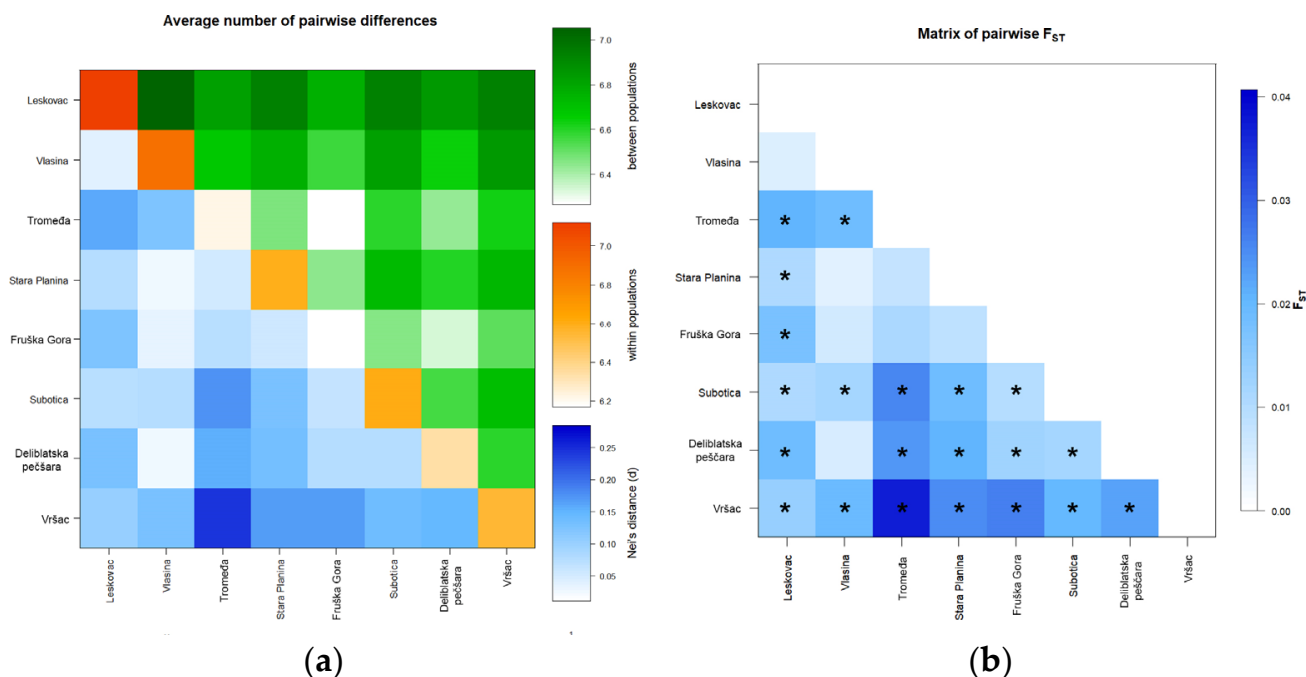 Average number of pairwise differences
Leskovac
Vlasina
Tromeđa
Stara Planina
Fruška Gora
Subotica
Deliblatska
pečšara
Vršac
Leskovac
Vlasina
Tromeđa
Stara Planina
Fruška Gora
Subotica
Deliblatska
pečšara
Vršac
7.0
6.8
6.6
6.4
between populations
7.0
6.8
6.6
6.4
6.2
within populations
0.25
0.20
0.15
0.10
0.05
Nei's distance (d)
(a)
Matrix of pairwise FST
Leskovac
Vlasina
Tromeđa
Stara Planina
Fruška Gora
Subotica
Deliblatska
peščara
Vršac
* *
*
*
* * * * *
* * * * *
* * * * * * *
Leskovac
Vlasina
Tromeđa
Stara Planina
Fruška Gora
Subotica
Deliblatska
peščara
Vršac
0.04
0.03
0.02
0.01
0.00
FST
(b)